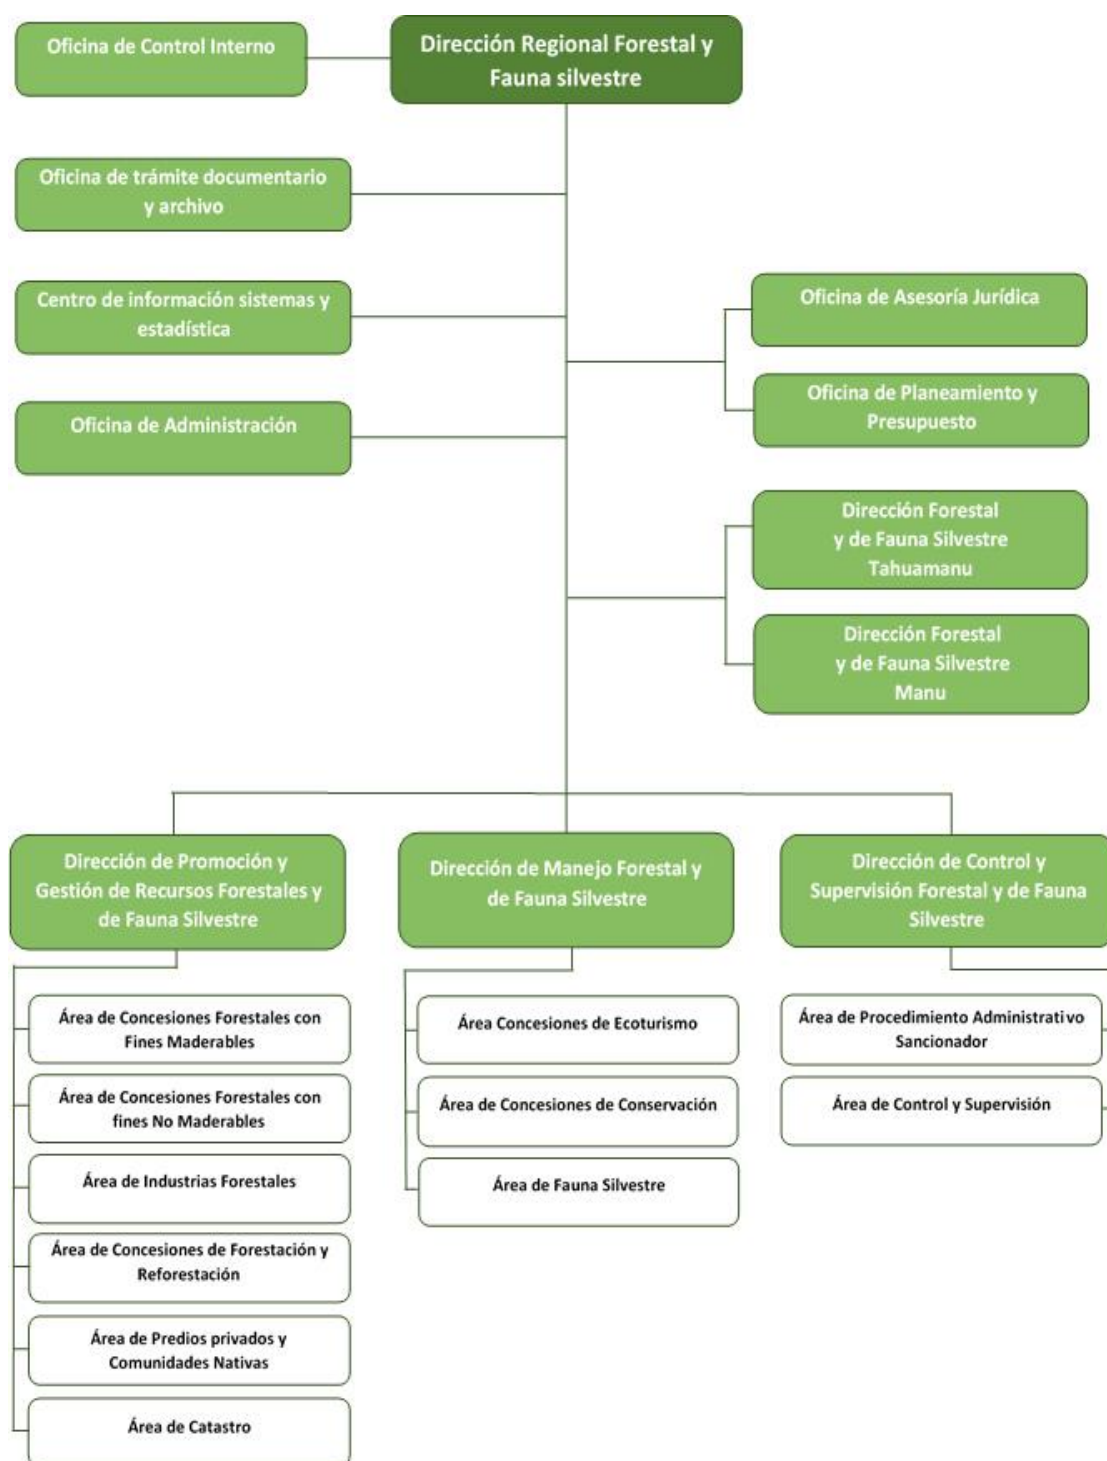 Oficina de Control Interno
Dirección Regional Forestal y
Fauna silvestre
Oficina de trámite documentario
y archivo
Centro de información sistemas y
estadística
Oficina de Administración
Oficina de Asesoría Jurídica
Oficina de Planeamiento y
Presupuesto
Dirección Forestal
y de Fauna Silvestre
Tahuamanu
Dirección Forestal
y de Fauna Silvestre
Manu
Dirección de Promoción y
Gestión de Recursos Forestales y
de Fauna Silvestre
Área de Concesiones Forestales con
Fines Maderables
Área de Concesiones Forestales con
fines No Maderables
Área de Industrias Forestales
Área de Concesiones de Forestación y
Reforestación
Área de Predios privados y
Comunidades Nativas
Área de Catastro
Dirección de Manejo Forestal y
de Fauna Silvestre
Área Concesiones de Ecoturismo
Área de Concesiones de Conservación
Área de Fauna Silvestre
Dirección de Control y
Supervisión Forestal y de Fauna
Silvestre
Área de Procedimiento Administrativo
Sancionador
Área de Control y Supervisión